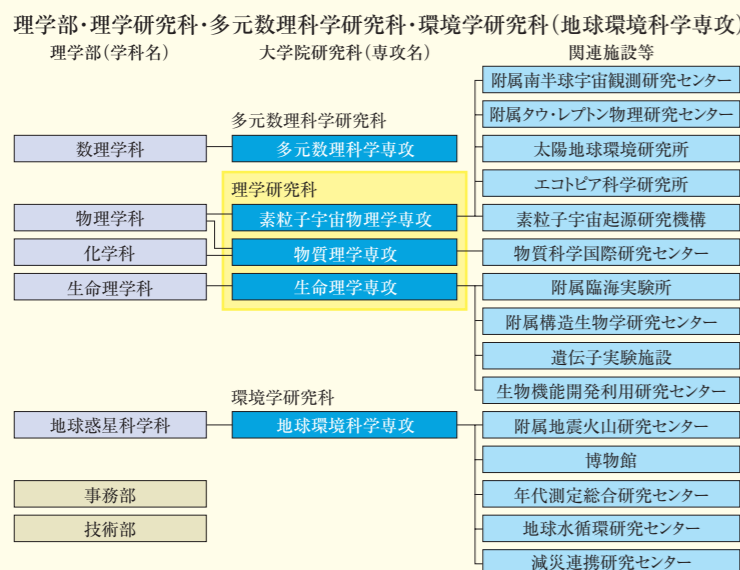 理学部・理学研究科・多元数理科学研究科・環境学研究科(地球環境科学専攻)
理学部(学科名) 大学院研究科(専攻名) 関連施設等
附属南半球宇宙観測研究センター
多元数理科学研究科 附属タウ・レプトン物理研究センター
数理学科 多元数理科学専攻 太陽地球環境研究所
理学研究科 エコトピア科学研究所
物理学科 素粒子宇宙物理学専攻 素粒子宇宙起源研究機構
化学科 物質理学専攻 物質科学国際研究センター
生命理学科 生命理学専攻 附属臨海実験所
附属構造生物学研究センター
遺伝子実験施設
環境学研究科 生物機能開発利用研究センター
地球惑星科学科 地球環境科学専攻 附属地震火山研究センター
博物館
事務部 年代測定総合研究センター
技術部 地球水循環研究センター
減災連携研究センター